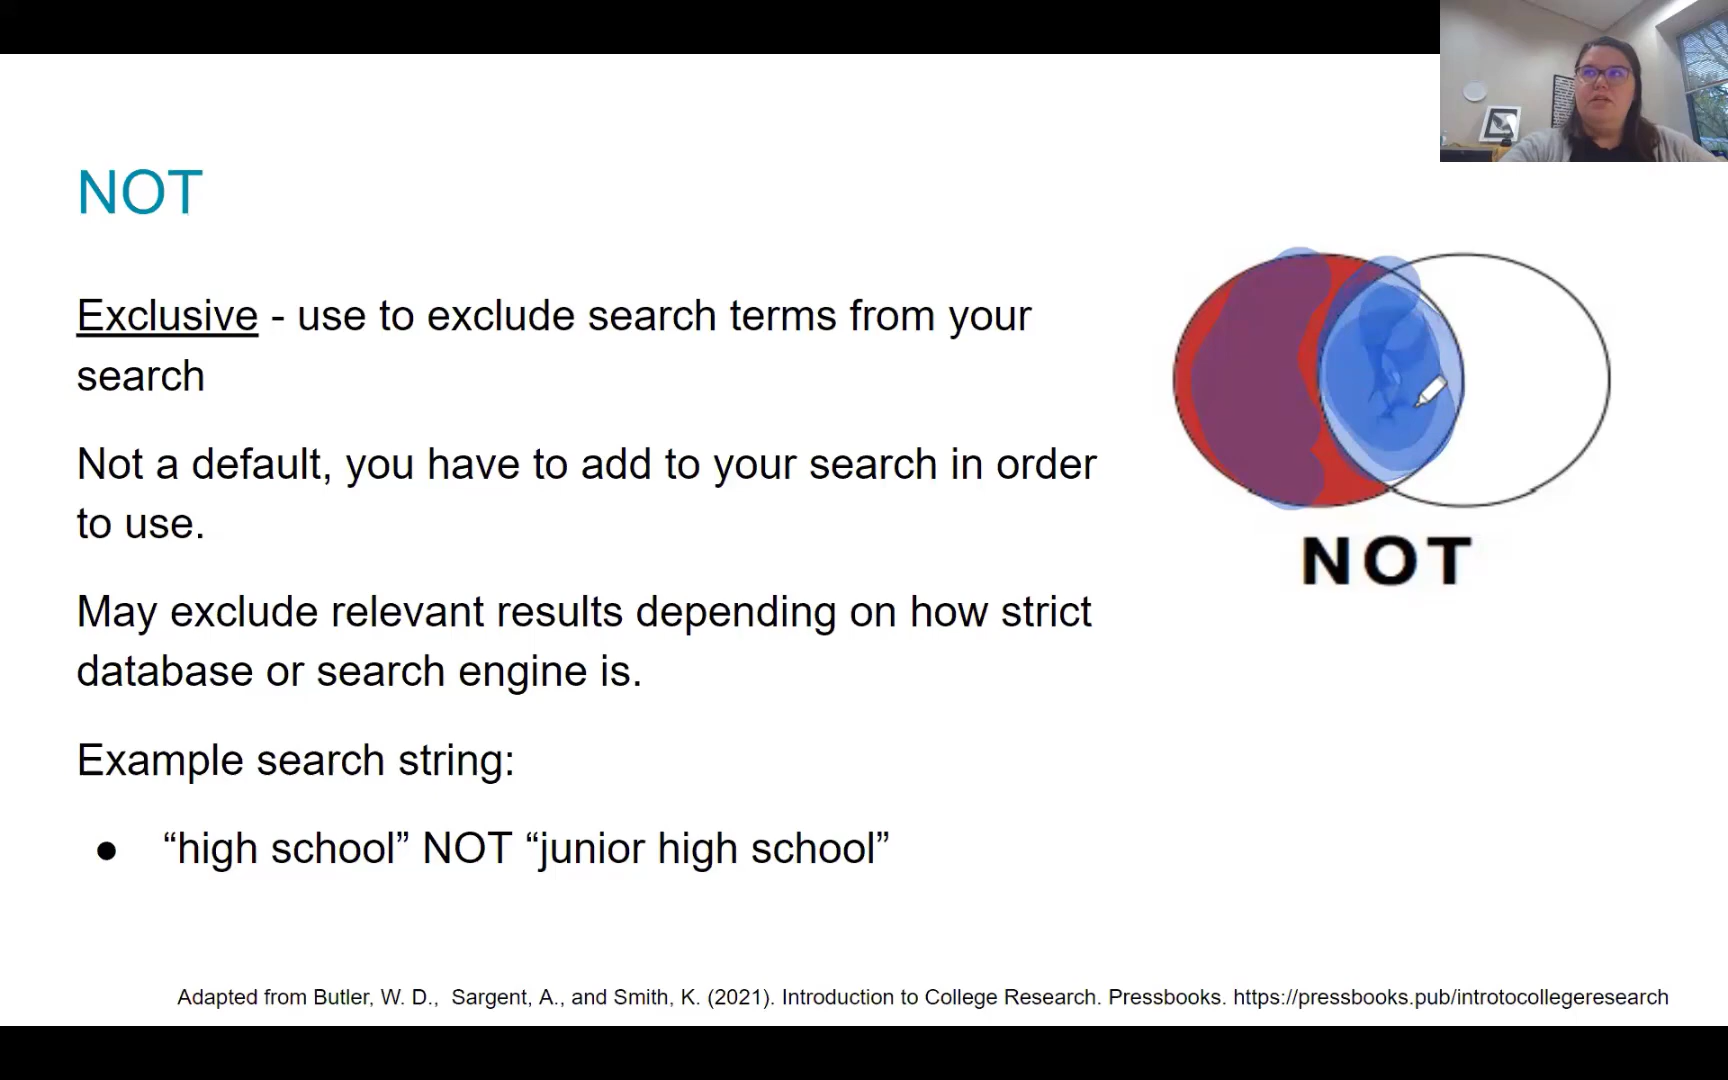 NOT
Exclusive - use to exclude search terms from your
search
Not a default, you have to add to your search in order
to use.
May exclude relevant results depending on how strict
database or search engine is.
Example search string:
● “high school” NOT “junior high school”
NOT
Adapted from Butler, W. D.,  Sargent, A., and Smith, K. (2021). Introduction to College Research. Pressbooks. https://pressbooks.pub/introtocollegeresearch